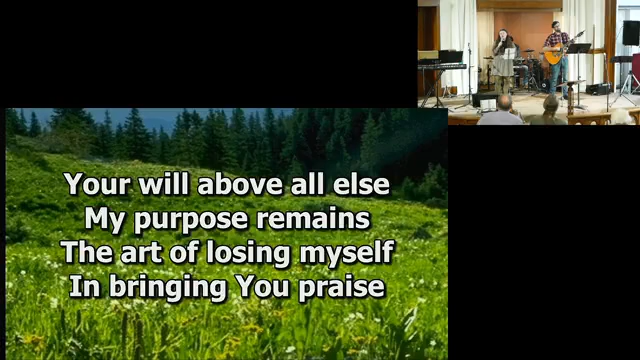 Your will above all else
My purpose remains
The art of losing myself
In bringing You praise